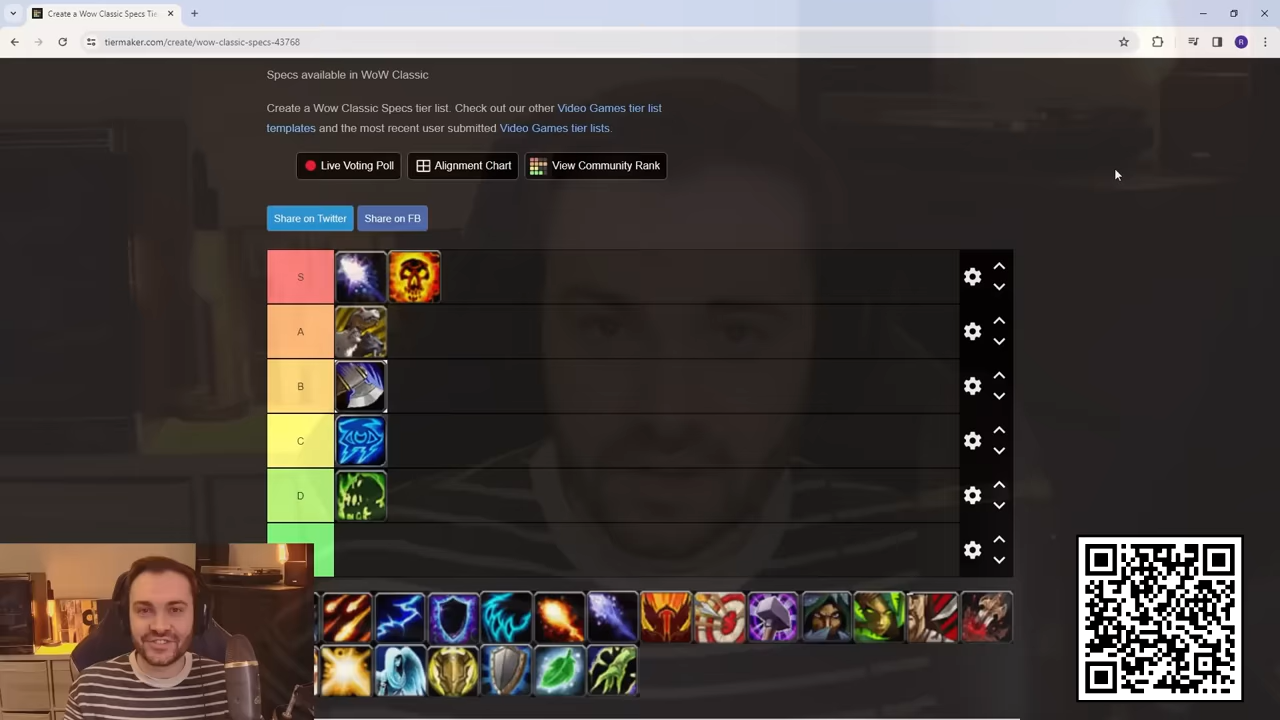 Create a Wow Classic Specs Tie
tiermaker.com/create/wow-classic-specs-43768
R
Specs available in WoW Classic
Create a Wow Classic Specs tier list. Check out our other Video Games tier list
templates and the most recent user submitted Video Games tier lists.
Live Voting Poll
Alignment Chart
View Community Rank
Share on Twitter
Share on FB
S
A
B
C
D